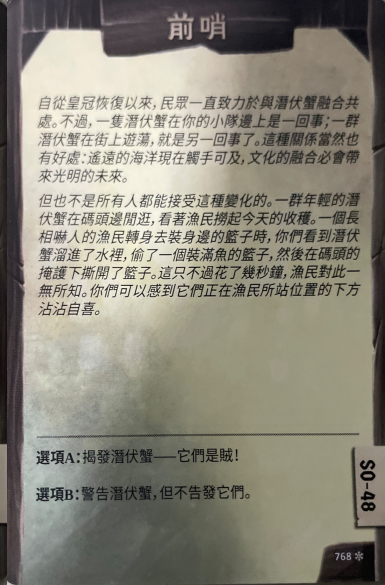 前哨
自從皇冠恢復以來，民眾一直致力於與潛伏蟹融合共
處。不過，一隻潛伏蟹在你的小隊邊上是一回事；一群
潛伏蟹在街上遊蕩，就是另一回事了。這種關係當然也
有好處：遙遠的海洋現在觸手可及，文化的融合必會帶
來光明的未來。
但也不是所有人都能接受這種變化的。一群年輕的潛
伏蟹在碼頭邊閒逛，看著漁民撈起今天的收穫。一個長
相嚇人的漁民轉身去裝身邊的籃子時，你們看到潛伏
蟹溜進了水裡，偷了一個裝滿魚的籃子，然後在碼頭的
掩護下撕開了籃子。這只不過花了幾秒鐘，漁民對此一
無所知。你們可以感到它們正在漁民所站位置的下方
沾沾自喜。
選項A：揭發潛伏蟹——它們是賊！
選項B：警告潛伏蟹，但不告發它們。
SO-48
768